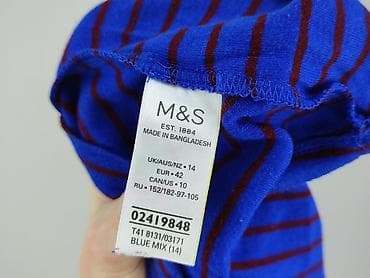 M&S
EST. 1884
MADE IN BANGLADESH
UK/AUS/NZ • 14
EUR • 42
CAN/US • 10
RU • 152/182-97-105
02419848
T41 8131/03171
BLUE MIX (14)